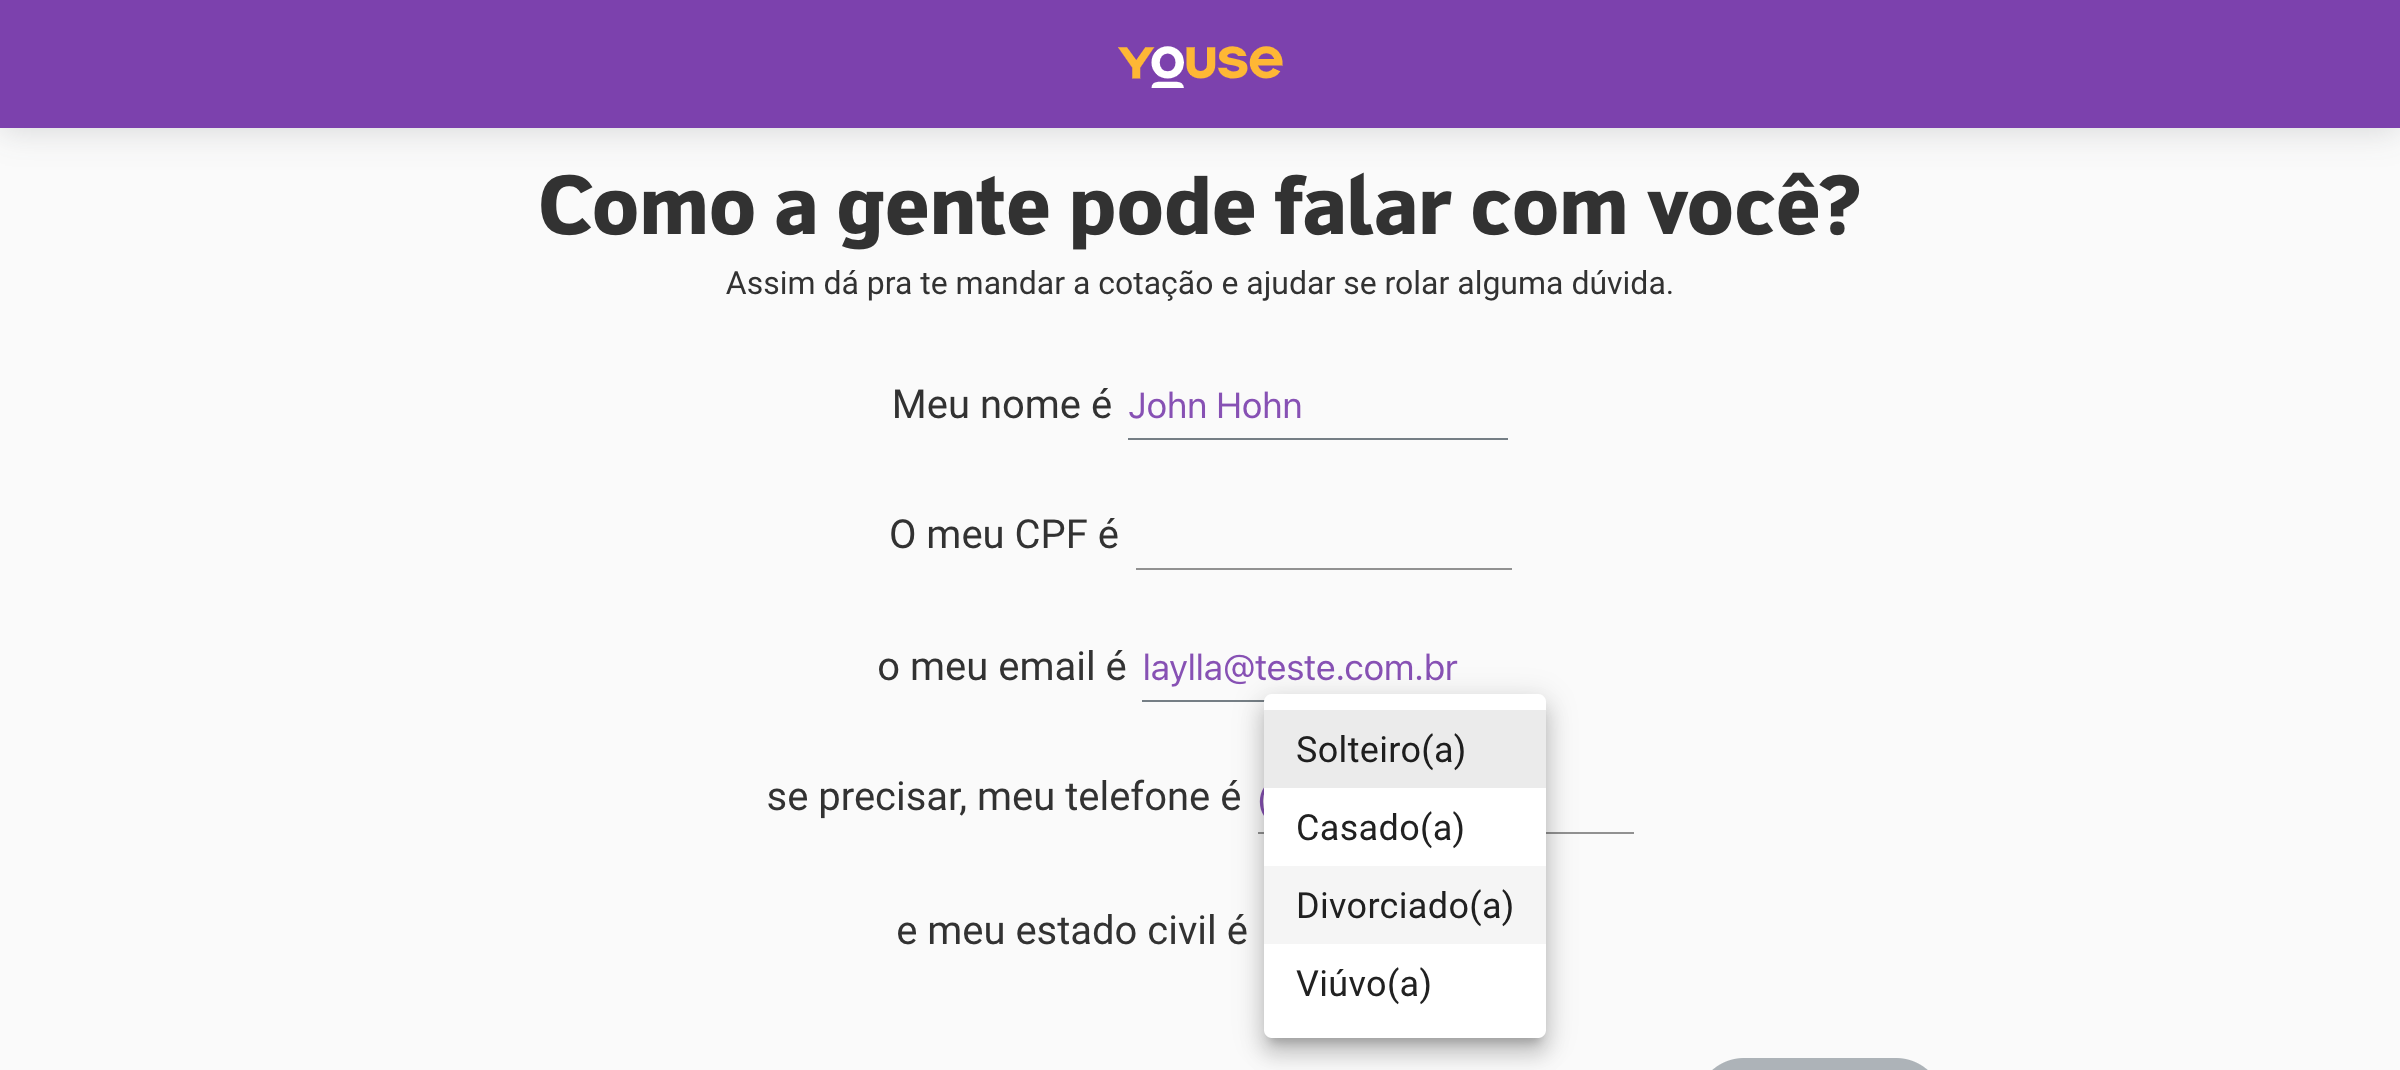 youse
Como a gente pode falar com você?
Assim dá pra te mandar a cotação e ajudar se rolar alguma dúvida.
Meu nome é John Hohn
O meu CPF é
o meu email é laylla@teste.com.br
se precisar, meu telefone é (
e meu estado civil é
Solteiro(a)
Casado(a)
Divorciado(a)
Viúvo(a)